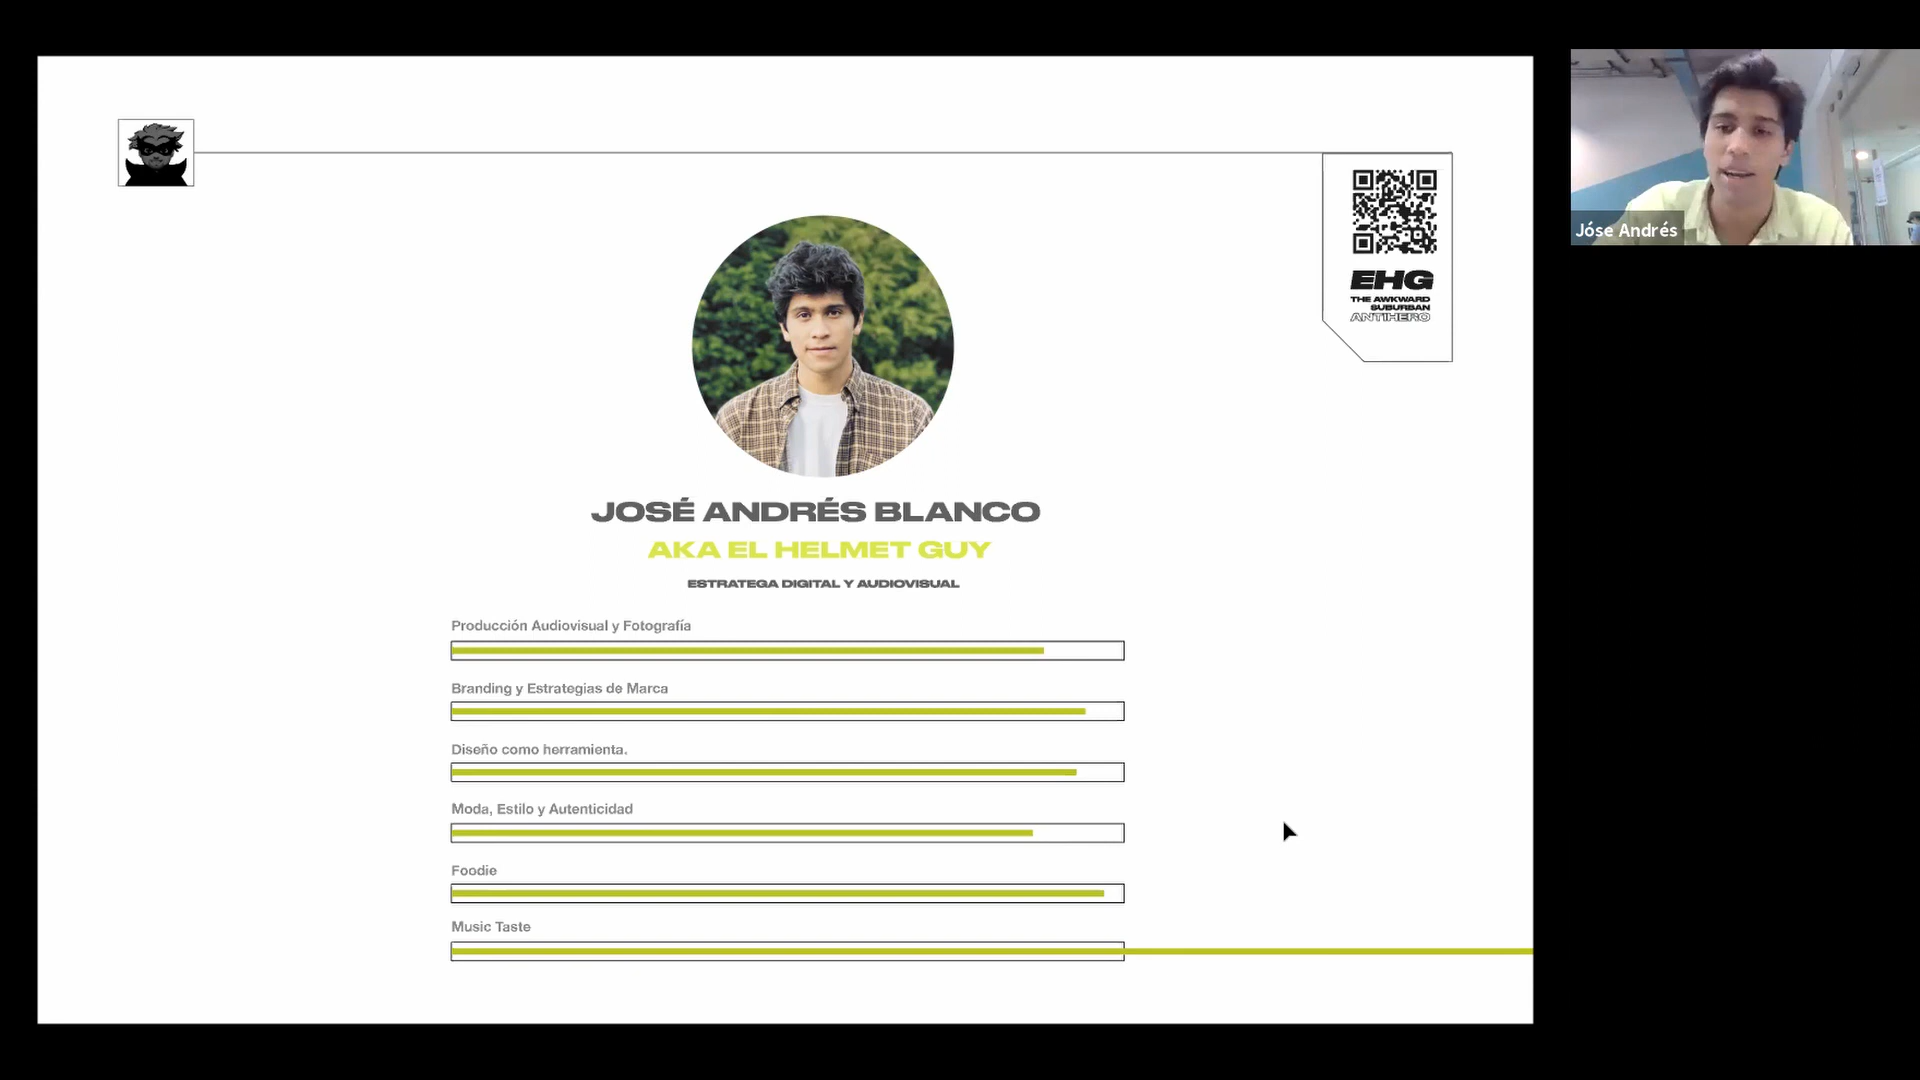 Jóse Andrés
EHG
THE AWKWARD
SUBURBAN
ANTIHERO
JOSÉ ANDRÉS BLANCO
AKA EL HELMET GUY
ESTRATEGA DIGITAL Y AUDIOVISUAL
Producción Audiovisual y Fotografía
Branding y Estrategias de Marca
Diseño como herramienta.
Moda, Estilo y Autenticidad
Foodie
Music Taste